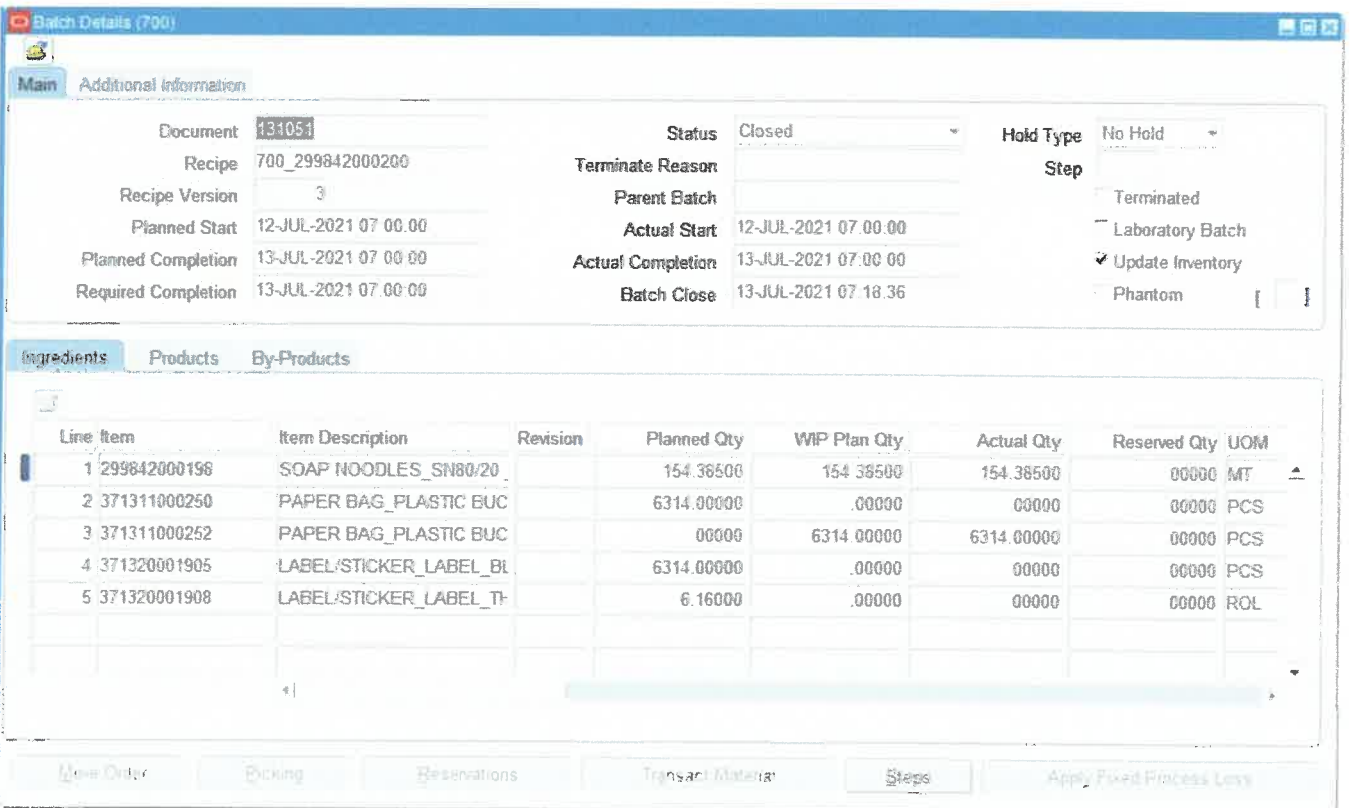 Batch Details (700)
Main Additional Information
Document 131051 Status Closed Hold Type No Hold
Recipe 700_299842000200 Terminate Reason Step
Recipe Version 3 Parent Batch Terminated
Planned Start 12-JUL-2021 07:00:00 Actual Start 12-JUL-2021 07:00:00 Laboratory Batch
Planned Completion 13-JUL-2021 07:00:00 Actual Completion 13-JUL-2021 07:00:00 Update Inventory
Required Completion 13-JUL-2021 07:00:00 Batch Close 13-JUL-2021 07:18:36 Phantom [ ]
Ingredients Products By-Products
Line Item Item Description Revision Planned Qty WIP Plan Qty Actual Qty Reserved Qty UOM
1 299842000198 SOAP NOODLES_SN80/20_ 154.38500 154.38500 154.38500 .00000 MT
2 371311000250 PAPER BAG_PLASTIC BUC 6314.00000 .00000 .00000 .00000 PCS
3 371311000252 PAPER BAG_PLASTIC BUC .00000 6314.00000 6314.00000 .00000 PCS
4 371320001905 LABEL/STICKER_LABEL_BL 6314.00000 .00000 .00000 .00000 PCS
5 371320001908 LABEL/STICKER_LABEL_TH 6.16000 .00000 .00000 .00000 ROL
Move Order Picking Reservations Transact Material Steps Apply Fixed Process Loss